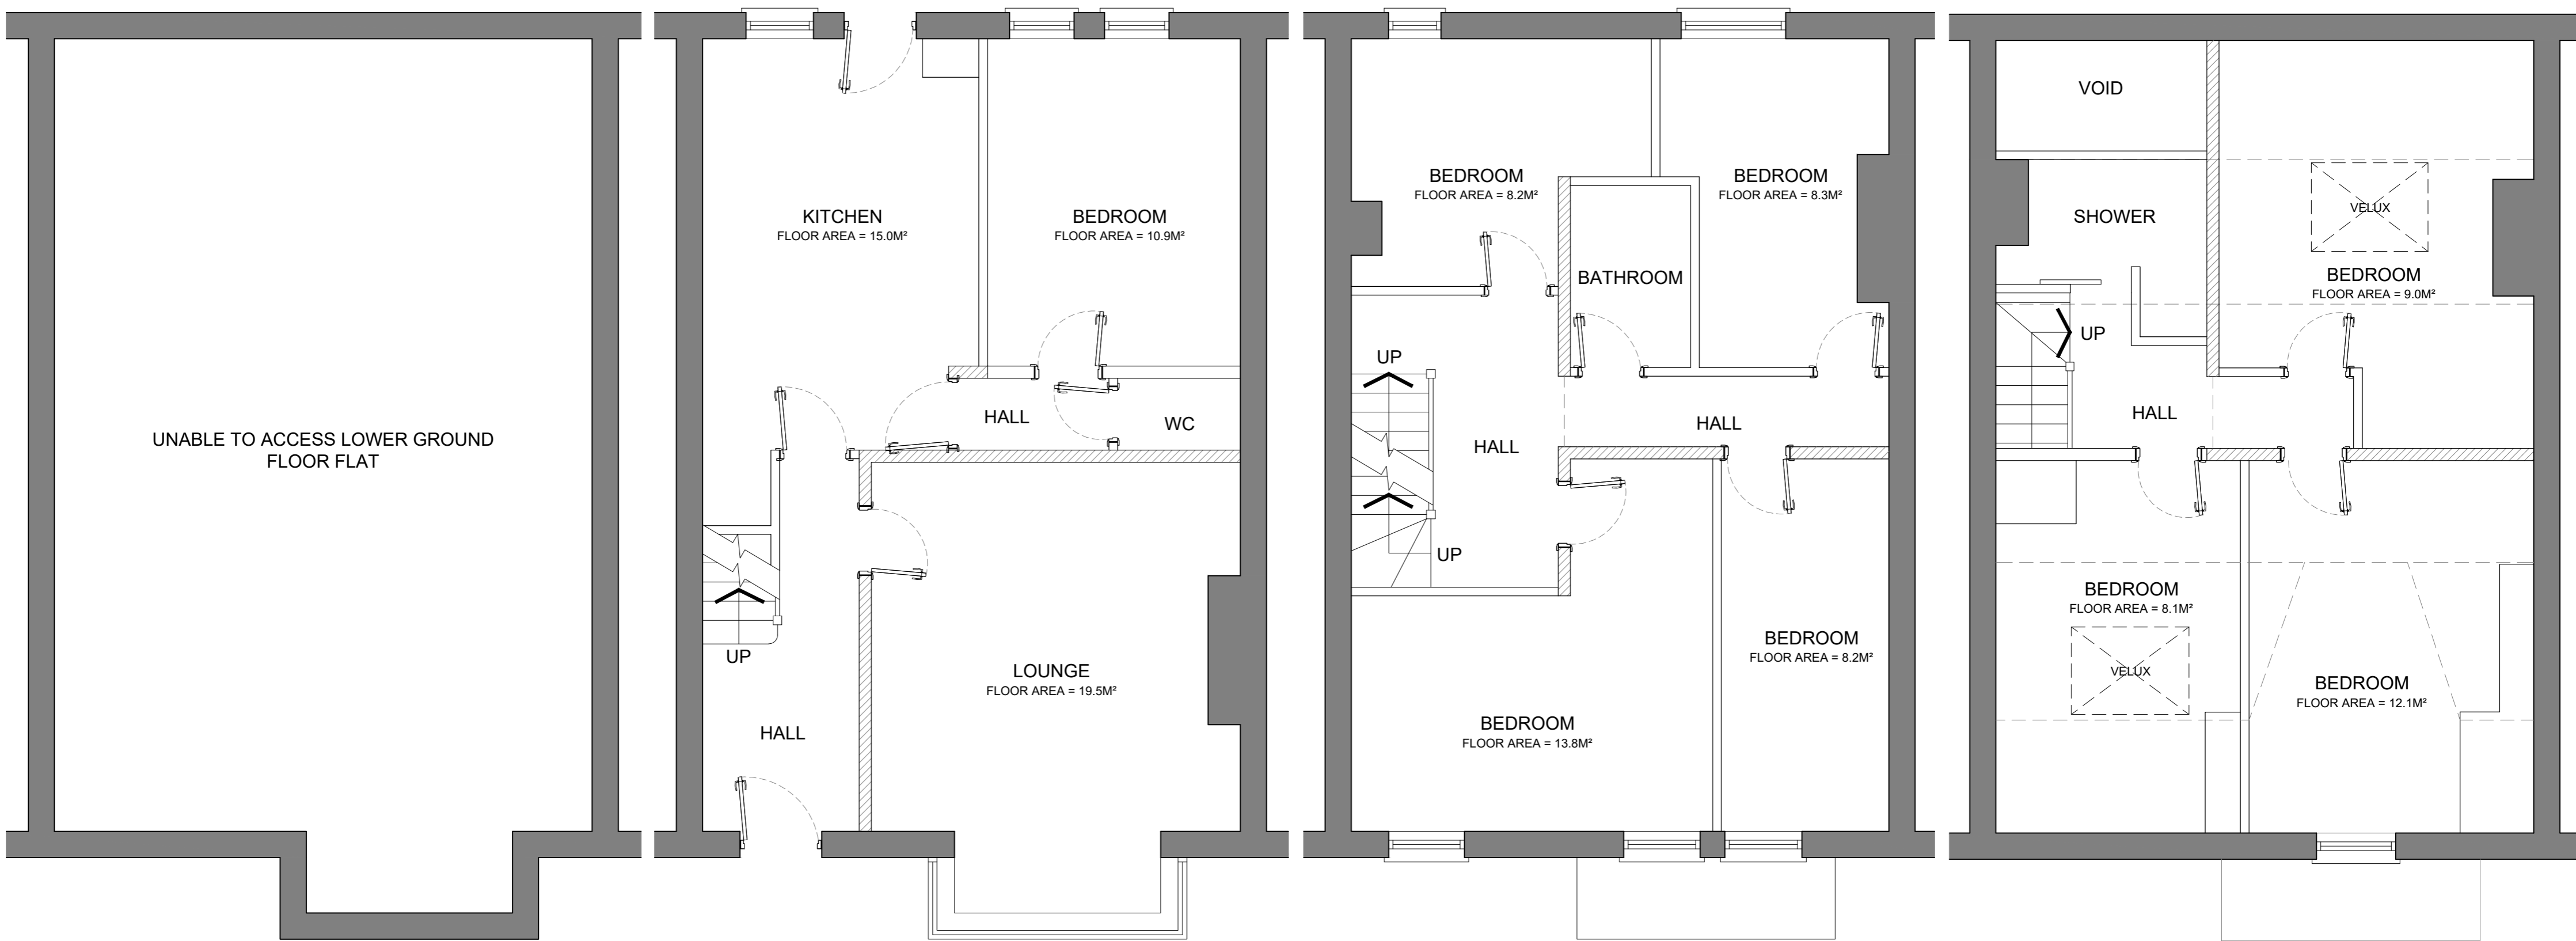 UNABLE TO ACCESS LOWER GROUND
FLOOR FLAT
KITCHEN
FLOOR AREA = 15.0M²
BEDROOM
FLOOR AREA = 10.9M²
HALL
WC
UP
LOUNGE
FLOOR AREA = 19.5M²
HALL
BEDROOM
FLOOR AREA = 8.2M²
BEDROOM
FLOOR AREA = 8.3M²
BATHROOM
UP
HALL
HALL
UP
BEDROOM
FLOOR AREA = 8.2M²
BEDROOM
FLOOR AREA = 13.8M²
VOID
SHOWER
VELUX
BEDROOM
FLOOR AREA = 9.0M²
UP
HALL
BEDROOM
FLOOR AREA = 8.1M²
VELUX
BEDROOM
FLOOR AREA = 12.1M²